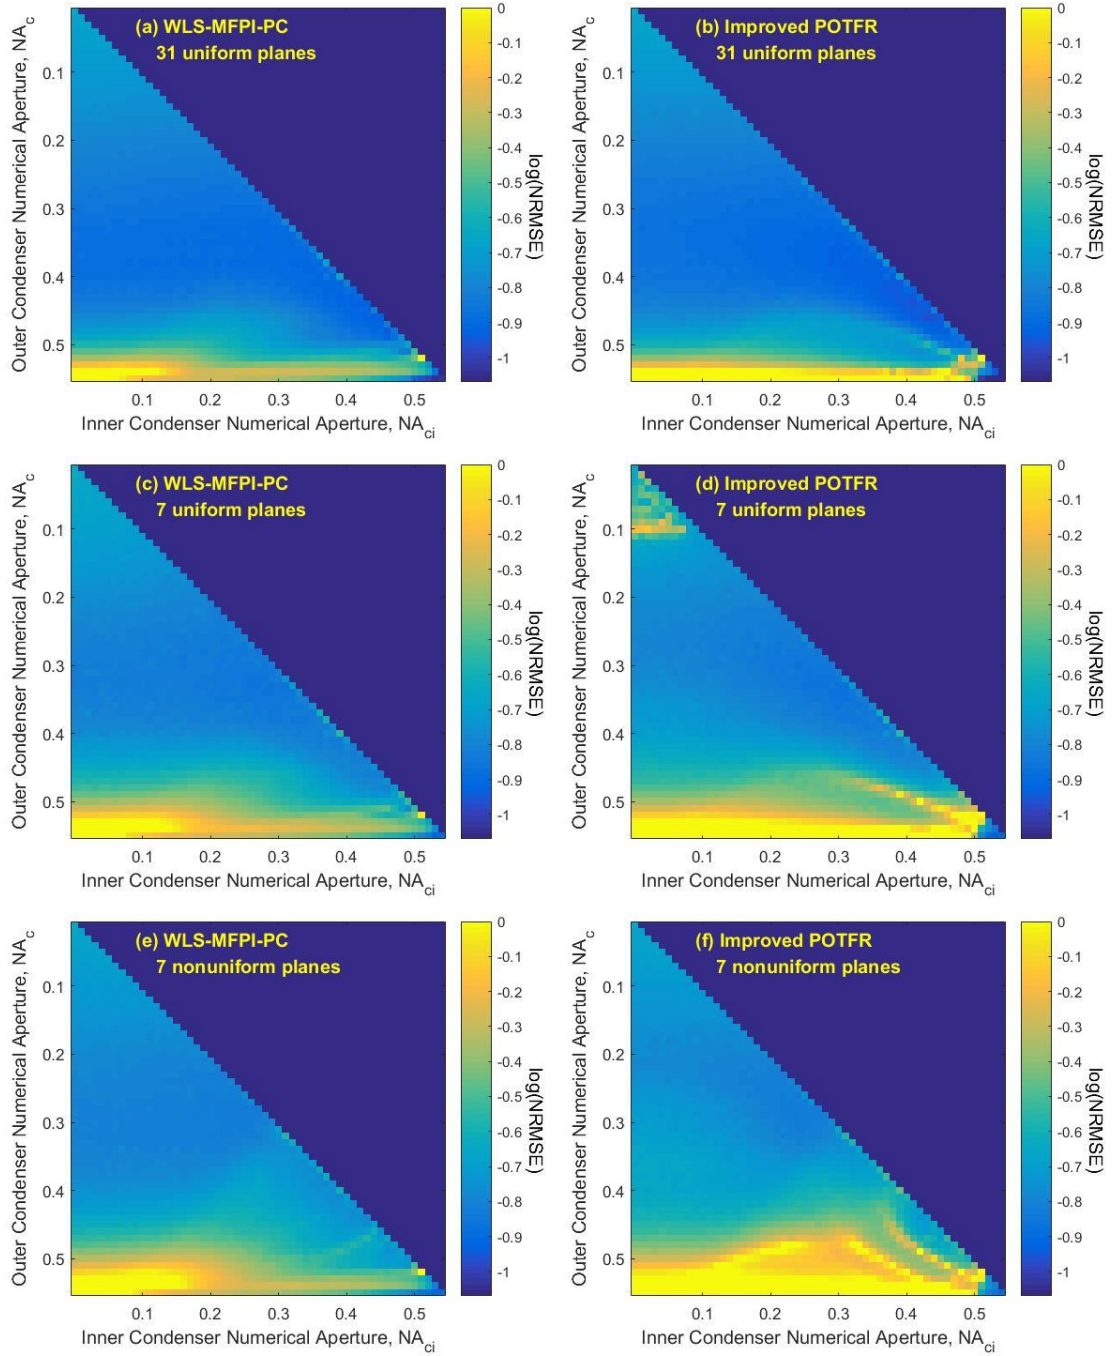 (a) WLS-MFPI-PC
31 uniform planes
Outer Condenser Numerical Aperture, NAc
0.1
0.2
0.3
0.4
0.5
0.1 0.2 0.3 0.4 0.5
Inner Condenser Numerical Aperture, NAci
0
-0.1
-0.2
-0.3
-0.4
-0.5
-0.6
-0.7
-0.8
-0.9
-1
log(NRMSE)
(b) Improved POTFR
31 uniform planes
Outer Condenser Numerical Aperture, NAc
0.1
0.2
0.3
0.4
0.5
0.1 0.2 0.3 0.4 0.5
Inner Condenser Numerical Aperture, NAci
0
-0.1
-0.2
-0.3
-0.4
-0.5
-0.6
-0.7
-0.8
-0.9
-1
log(NRMSE)
(c) WLS-MFPI-PC
7 uniform planes
Outer Condenser Numerical Aperture, NAc
0.1
0.2
0.3
0.4
0.5
0.1 0.2 0.3 0.4 0.5
Inner Condenser Numerical Aperture, NAci
0
-0.1
-0.2
-0.3
-0.4
-0.5
-0.6
-0.7
-0.8
-0.9
-1
log(NRMSE)
(d) Improved POTFR
7 uniform planes
Outer Condenser Numerical Aperture, NAc
0.1
0.2
0.3
0.4
0.5
0.1 0.2 0.3 0.4 0.5
Inner Condenser Numerical Aperture, NAci
0
-0.1
-0.2
-0.3
-0.4
-0.5
-0.6
-0.7
-0.8
-0.9
-1
log(NRMSE)
(e) WLS-MFPI-PC
7 nonuniform planes
Outer Condenser Numerical Aperture, NAc
0.1
0.2
0.3
0.4
0.5
0.1 0.2 0.3 0.4 0.5
Inner Condenser Numerical Aperture, NAci
0
-0.1
-0.2
-0.3
-0.4
-0.5
-0.6
-0.7
-0.8
-0.9
-1
log(NRMSE)
(f) Improved POTFR
7 nonuniform planes
Outer Condenser Numerical Aperture, NAc
0.1
0.2
0.3
0.4
0.5
0.1 0.2 0.3 0.4 0.5
Inner Condenser Numerical Aperture, NAci
0
-0.1
-0.2
-0.3
-0.4
-0.5
-0.6
-0.7
-0.8
-0.9
-1
log(NRMSE)